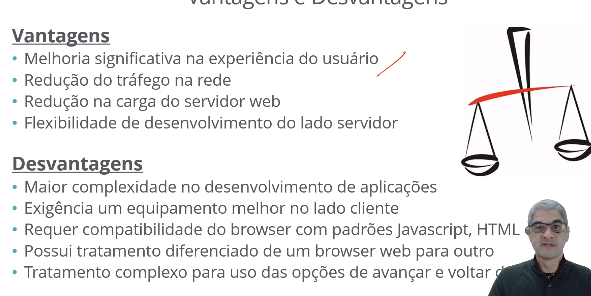 Vantagens e Desvantagens
Vantagens
• Melhoria significativa na experiência do usuário
• Redução do tráfego na rede
• Redução na carga do servidor web
• Flexibilidade de desenvolvimento do lado servidor
Desvantagens
• Maior complexidade no desenvolvimento de aplicações
• Exigência um equipamento melhor no lado cliente
• Requer compatibilidade do browser com padrões Javascript, HTML
• Possui tratamento diferenciado de um browser web para outro
• Tratamento complexo para uso das opções de avançar e voltar